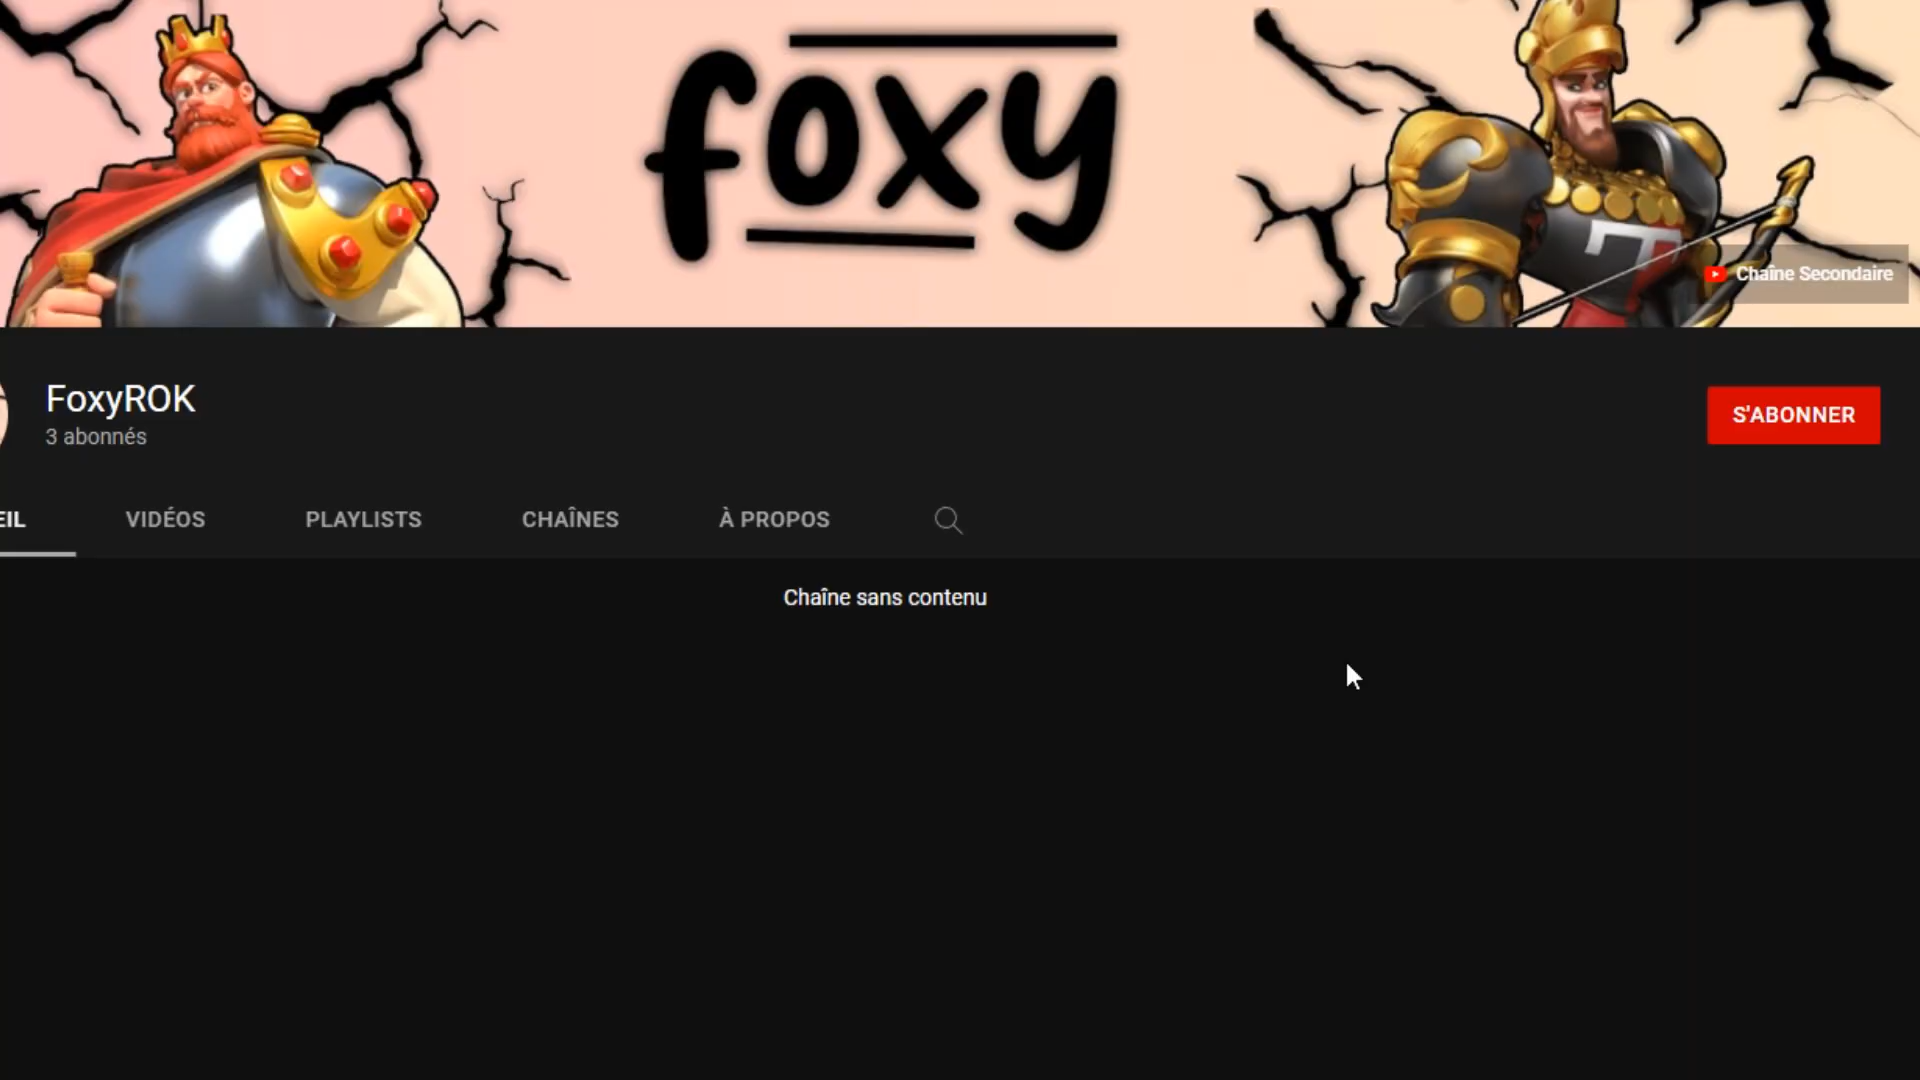 foxy
Chaîne Secondaire
FoxyROK
3 abonnés
S'ABONNER
EIL
VIDÉOS
PLAYLISTS
CHAÎNES
À PROPOS
Chaîne sans contenu